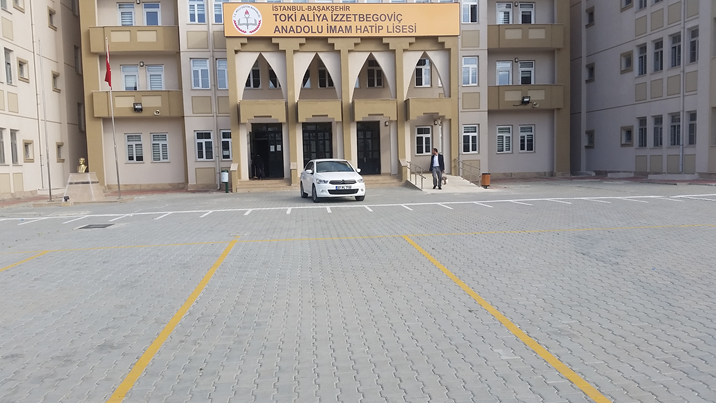 İSTANBUL-BAŞAKŞEHİR
TOKİ ALİYA İZZETBEGOVİÇ
ANADOLU İMAM HATİP LİSESİ